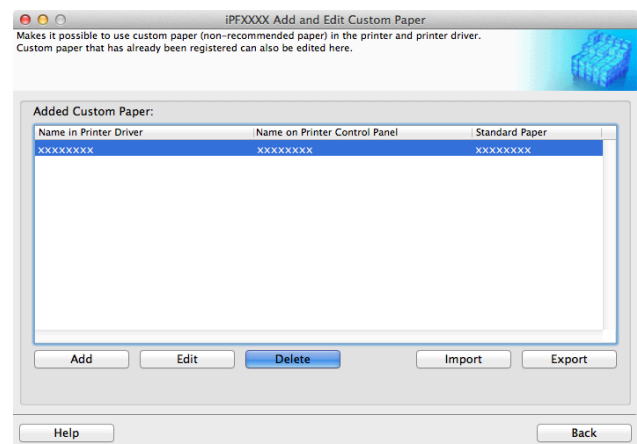 iPFXXXX Add and Edit Custom Paper
Makes it possible to use custom paper (non-recommended paper) in the printer and printer driver.
Custom paper that has already been registered can also be edited here.
Added Custom Paper:
Name in Printer Driver Name on Printer Control Panel Standard Paper
xxxxxxxx xxxxxxxx xxxxxxxx
Add Edit Delete Import Export
Help Back